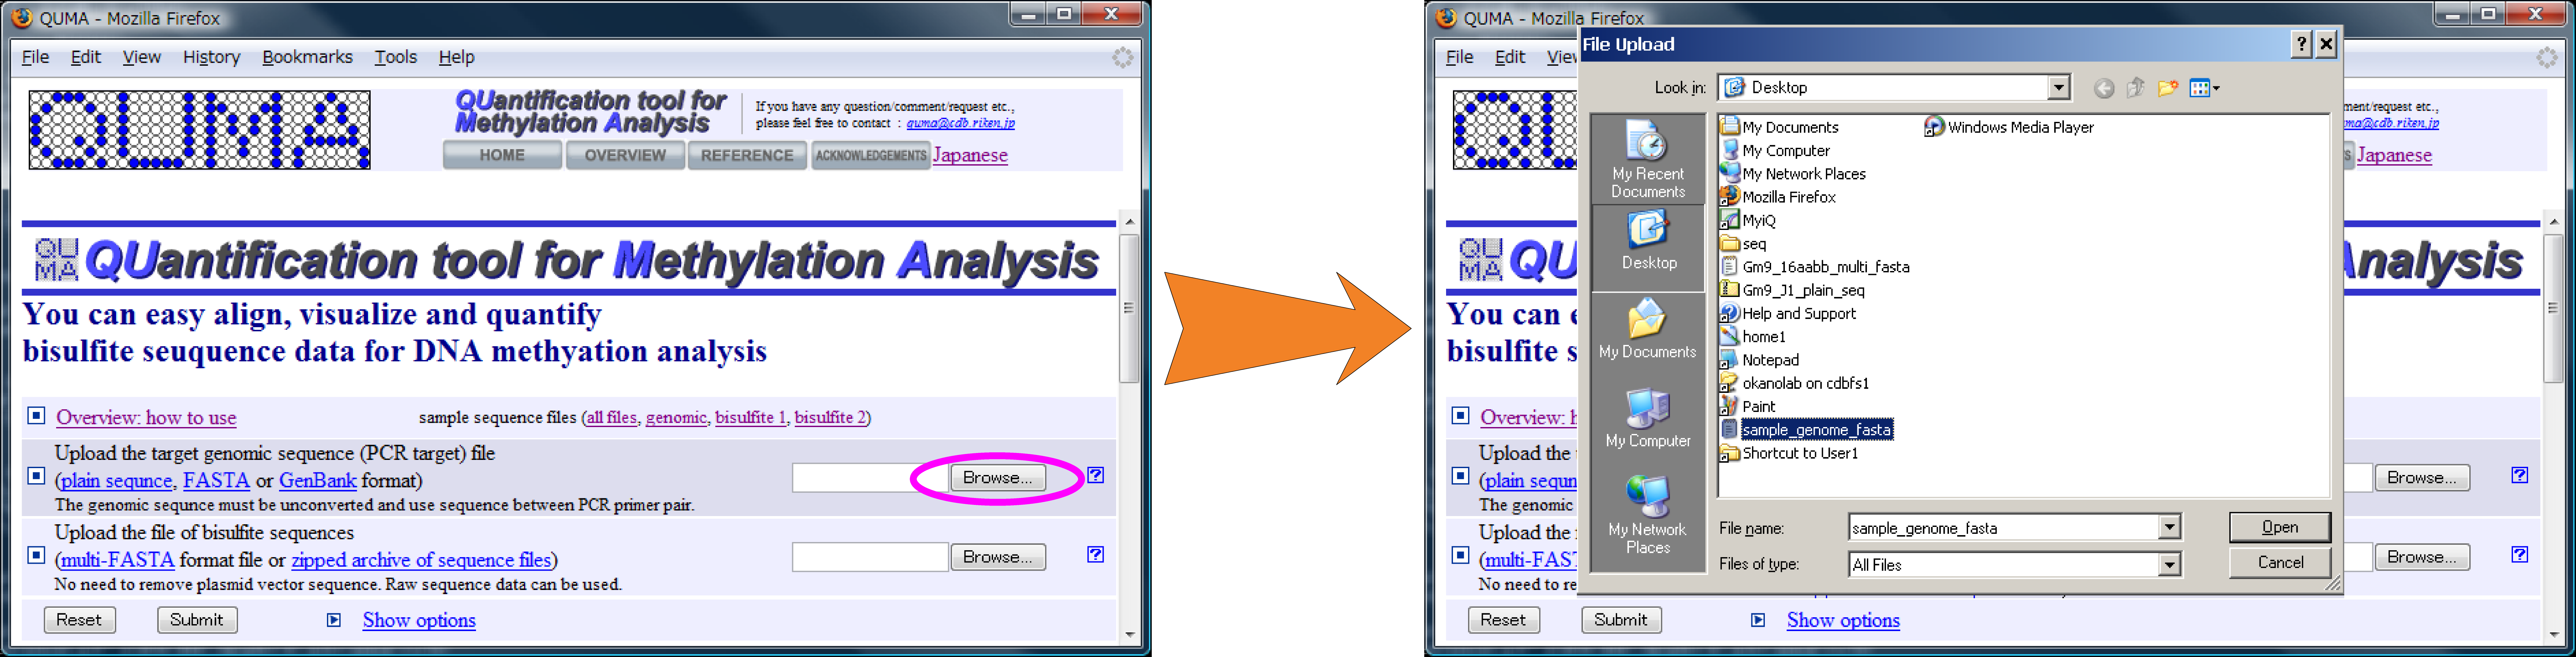 QUMA - Mozilla Firefox
File Edit View History Bookmarks Tools Help
QUMA
QUantification tool for
Methylation Analysis
If you have any question/comment/request etc.,
please feel free to contact : quma@cdb.riken.jp
HOME OVERVIEW REFERENCE ACKNOWLEDGEMENTS Japanese
QU
MA
QUantification tool for Methylation Analysis
You can easy align, visualize and quantify
bisulfite seuquence data for DNA methyation analysis
Overview: how to use sample sequence files (all files, genomic, bisulfite 1, bisulfite 2)
Upload the target genomic sequence (PCR target) file
(plain sequnce, FASTA or GenBank format)
Browse... ?
The genomic sequnce must be unconverted and use sequence between PCR primer pair.
Upload the file of bisulfite sequences
(multi-FASTA format file or zipped archive of sequence files)
Browse... ?
No need to remove plasmid vector sequence. Raw sequence data can be used.
Reset Submit Show options
QUMA - Mozilla Firefox
File Edit View
ment/request etc.,
ma@cdb.riken.jp
S Japanese
QU
MA
QU
Analysis
You can e
bisulfite s
Overview: h
Upload the
(plain sequn
Browse... ?
The genomic
Upload the f
(multi-FAST
Browse... ?
No need to re
Reset Submit Show options
File Upload
Look in: Desktop
My Recent
Documents
Desktop
My Documents
My Computer
My Network
Places
My Documents
My Computer
My Network Places
Mozilla Firefox
MyiQ
seq
Gm9_16aabb_multi_fasta
Gm9_J1_plain_seq
Help and Support
home1
Notepad
okanolab on cdbfs1
Paint
sample_genome_fasta
Shortcut to User1
Windows Media Player
File name: sample_genome_fasta Open
Files of type: All Files Cancel